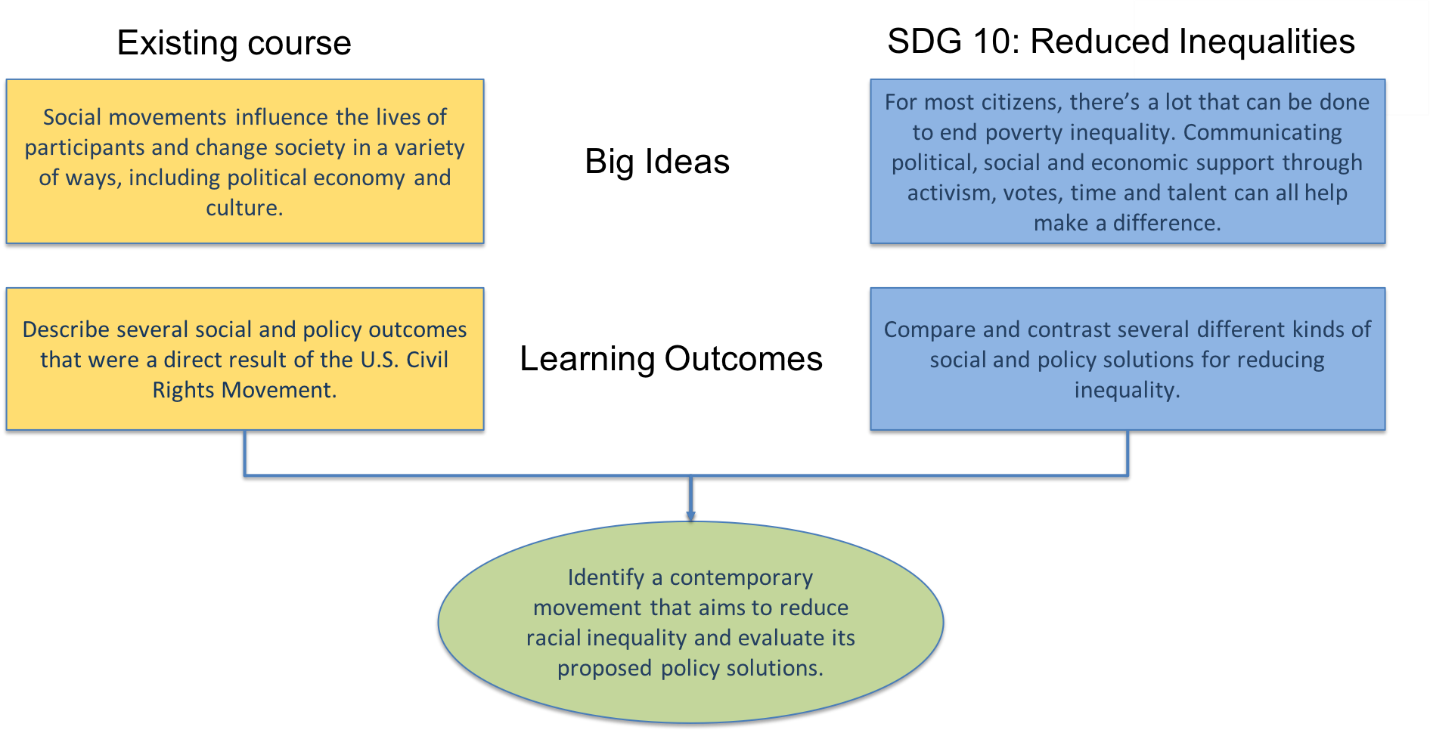 Existing course
SDG 10: Reduced Inequalities
Social movements influence the lives of
participants and change society in a variety
of ways, including political economy and
culture.
Big Ideas
For most citizens, there’s a lot that can be done
to end poverty inequality. Communicating
political, social and economic support through
activism, votes, time and talent can all help
make a difference.
Describe several social and policy outcomes
that were a direct result of the U.S. Civil
Rights Movement.
Learning Outcomes
Compare and contrast several different kinds of
social and policy solutions for reducing
inequality.
Identify a contemporary
movement that aims to reduce
racial inequality and evaluate its
proposed policy solutions.